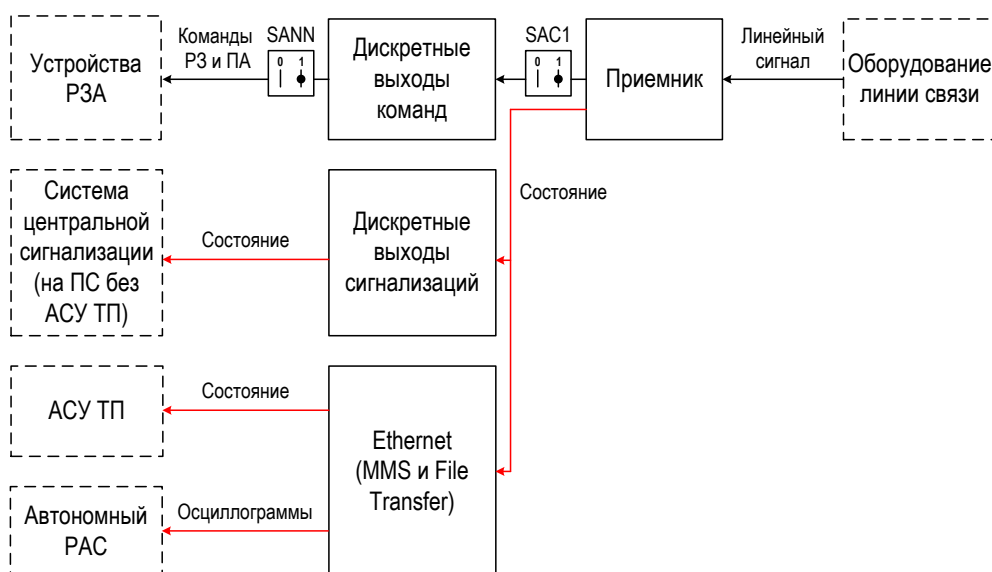 Устройства
РЗА
Команды
РЗ и ПА
SANN
0 1
Дискретные
выходы
команд
SAC1
0 1
Приемник
Линейный
сигнал
Оборудование
линии связи
Система
центральной
сигнализации
(на ПС без
АСУ ТП)
Состояние
Дискретные
выходы
сигнализаций
Состояние
АСУ ТП
Состояние
Ethernet
(MMS и File
Transfer)
Автономный
РАС
Осциллограммы